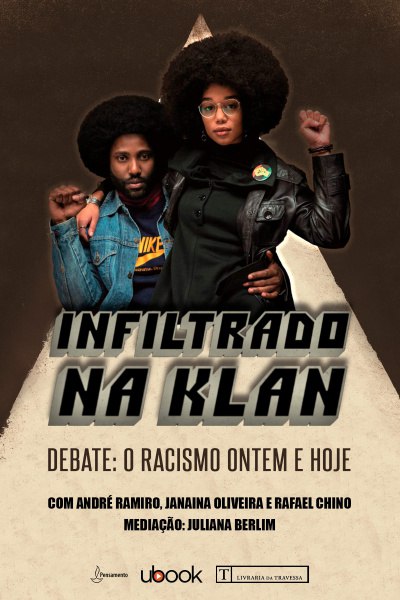 NIKE
INFILTRADO
NA KLAN
DEBATE: O RACISMO ONTEM E HOJE
COM ANDRÉ RAMIRO, JANAINA OLIVEIRA E RAFAEL CHINO
MEDIAÇÃO: JULIANA BERLIM
Pensamento
ubook
T LIVRARIA DA TRAVESSA